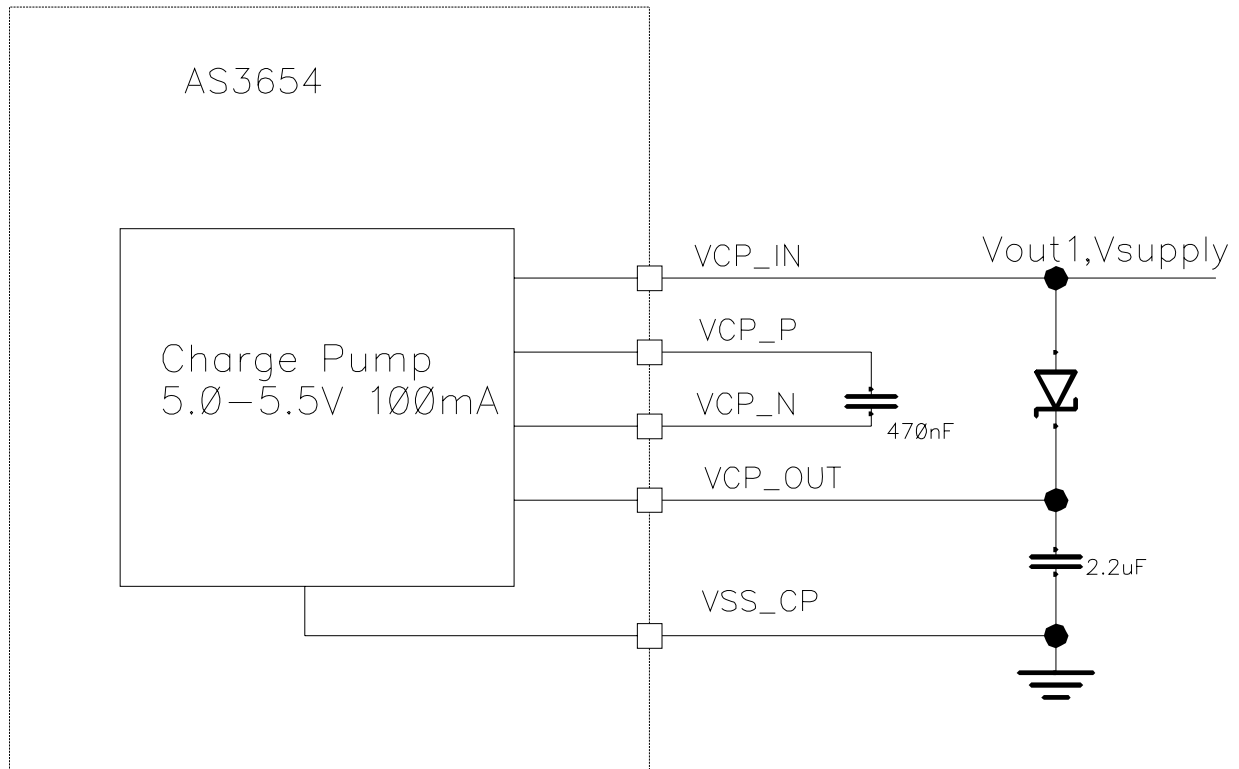 AS3654
VCP_IN
Vout1,Vsupply
VCP_P
Charge Pump
5.0-5.5V 100mA
VCP_N
470nF
VCP_OUT
2.2uF
VSS_CP